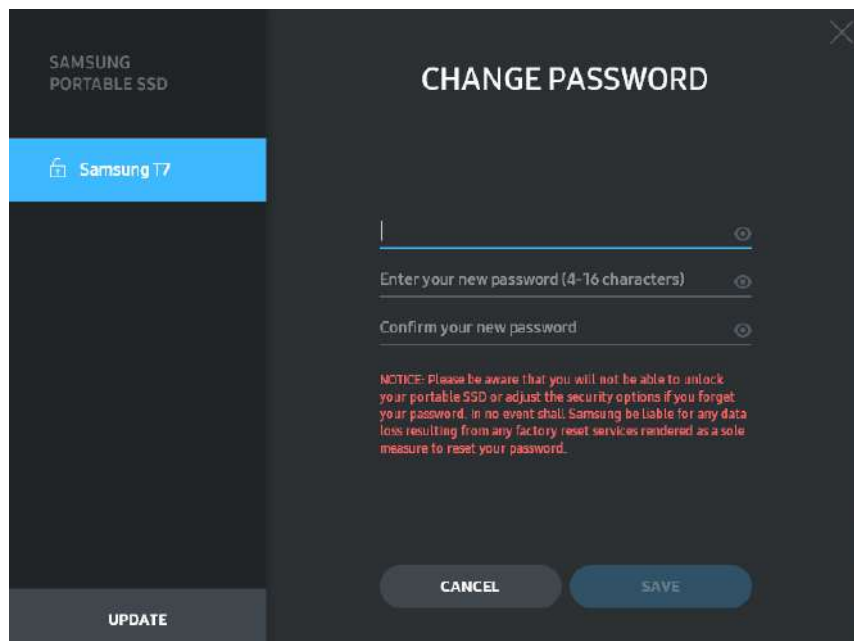 SAMSUNG
PORTABLE SSD
Samsung T7
UPDATE
CHANGE PASSWORD
Enter your new password (4-16 characters)
Confirm your new password
NOTICE: Please be aware that you will not be able to unlock
your portable SSD or adjust the security options if you forget
your password. In no event shall Samsung be liable for any data
loss resulting from any factory reset services rendered as a sole
measure to reset your password.
CANCEL
SAVE